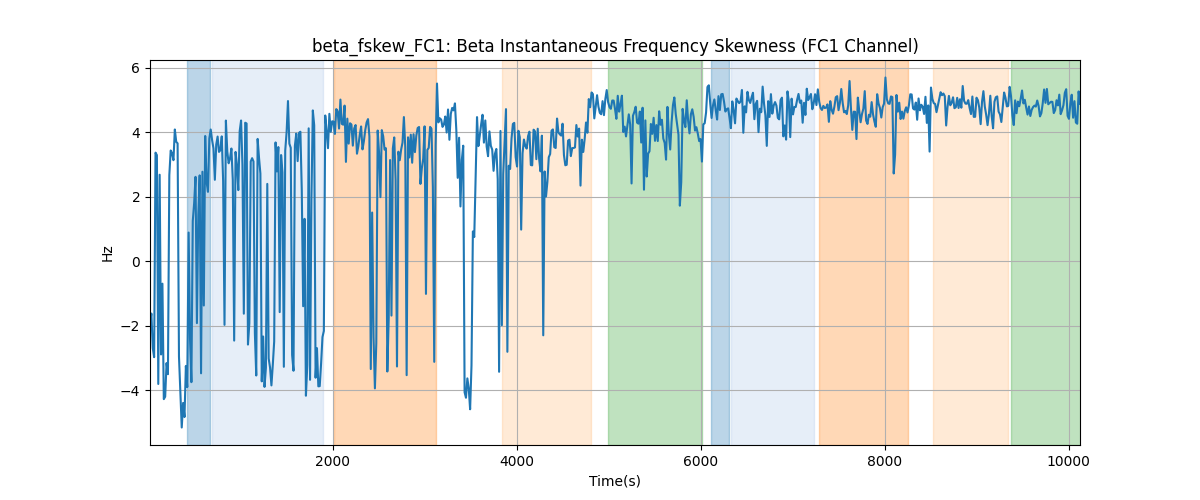 beta_fskew_FC1: Beta Instantaneous Frequency Skewness (FC1 Channel)
6
4
2
0
−2
−4
Hz
2000 4000 6000 8000 10000
Time(s)